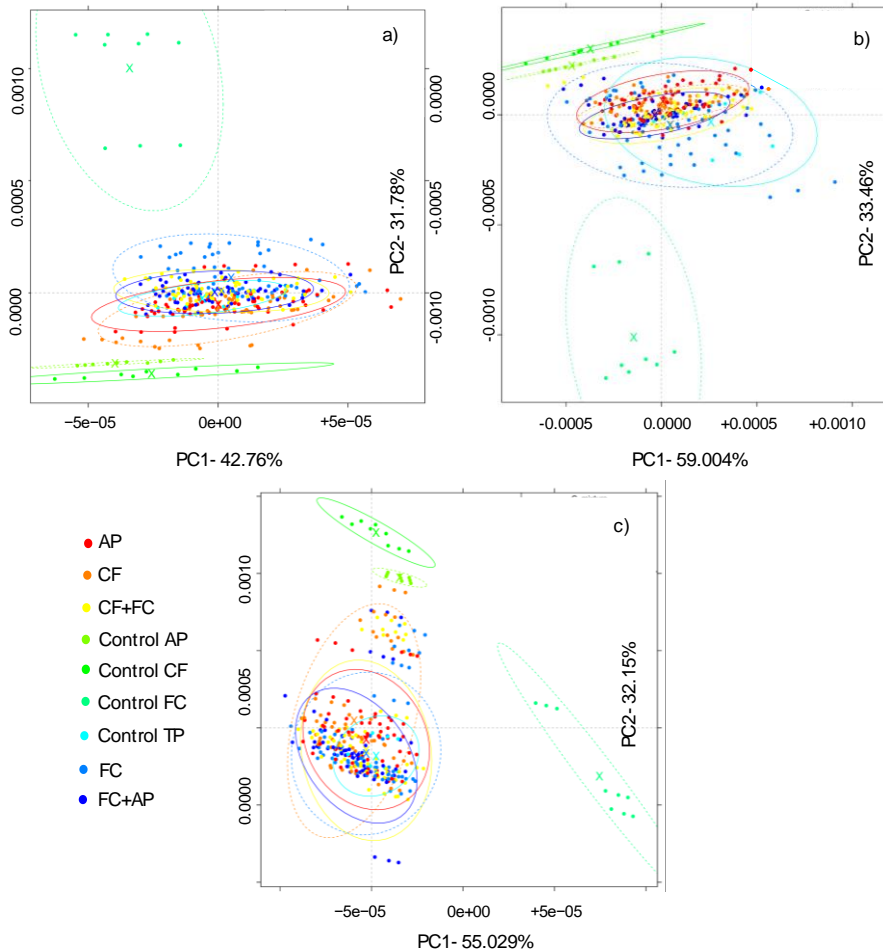 a)
0.0010
0.0005
0.0000
0.0000
-0.0005
-0.0010
PC2- 31.78%
−5e−05
0e+00
+5e−05
PC1- 42.76%
b)
0.0000
-0.0005
-0.0010
PC2- 33.46%
-0.0005
0.0000
+0.0005
+0.0010
PC1- 59.004%
c)
0.0010
0.0005
0.0000
PC2- 32.15%
−5e−05
0e+00
+5e−05
PC1- 55.029%
AP
CF
CF+FC
Control AP
Control CF
Control FC
Control TP
FC
FC+AP